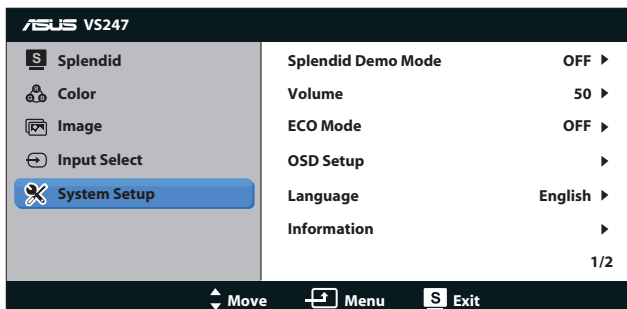 ASUS VS247
S Splendid
Color
Image
Input Select
System Setup
Splendid Demo Mode OFF
Volume 50
ECO Mode OFF
OSD Setup
Language English
Information
1/2
Move Menu S Exit